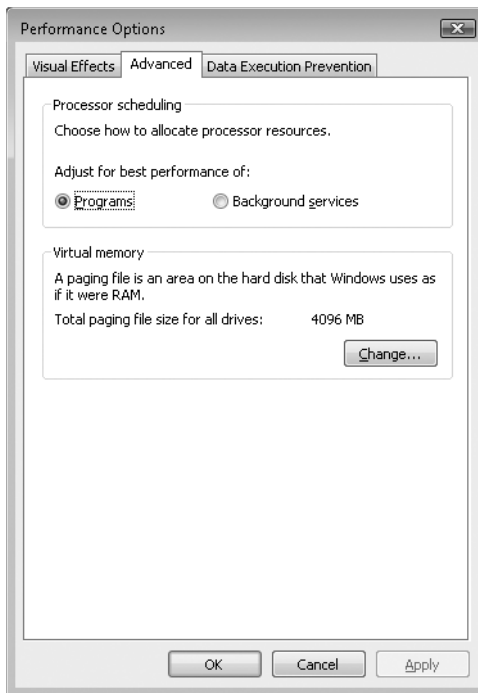 Performance Options
Visual Effects
Advanced
Data Execution Prevention
Processor scheduling
Choose how to allocate processor resources.
Adjust for best performance of:
Programs
Background services
Virtual memory
A paging file is an area on the hard disk that Windows uses as
if it were RAM.
Total paging file size for all drives: 4096 MB
Change...
OK
Cancel
Apply